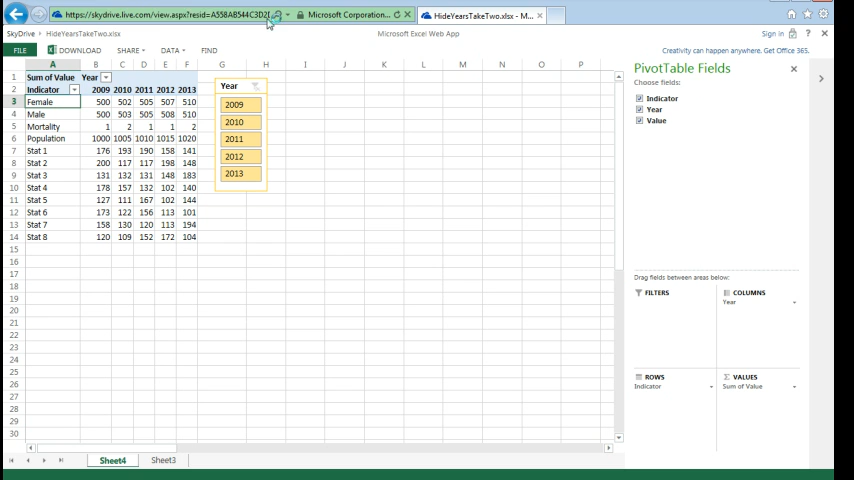 https://skydrive.live.com/view.aspx?resid=A558AB544C3D2 Microsoft Corporation... HideYearsTakeTwo.xlsx - M...
SkyDrive HideYearsTakeTwo.xlsx Microsoft Excel Web App Sign in
FILE DOWNLOAD SHARE DATA FIND Creativity can happen anywhere. Get Office 365.
A B C D E F G H I J K L M N O P
1 Sum of Value Year
2 Indicator 2009 2010 2011 2012 2013
3 Female 500 502 505 507 510
4 Male 500 503 505 508 510
5 Mortality 1 2 1 1 2
6 Population 1000 1005 1010 1015 1020
7 Stat 1 176 193 190 158 141
8 Stat 2 200 117 117 198 148
9 Stat 3 131 132 131 148 183
10 Stat 4 178 157 132 102 140
11 Stat 5 127 111 167 102 144
12 Stat 6 173 122 156 113 101
13 Stat 7 158 130 120 113 194
14 Stat 8 120 109 152 172 104
15
16
17
18
19
20
21
22
23
24
25
26
27
28
29
30
Year
2009
2010
2011
2012
2013
Sheet4 Sheet3
PivotTable Fields
Choose fields:
Indicator
Year
Value
Drag fields between areas below:
FILTERS COLUMNS
Year
ROWS VALUES
Indicator Sum of Value